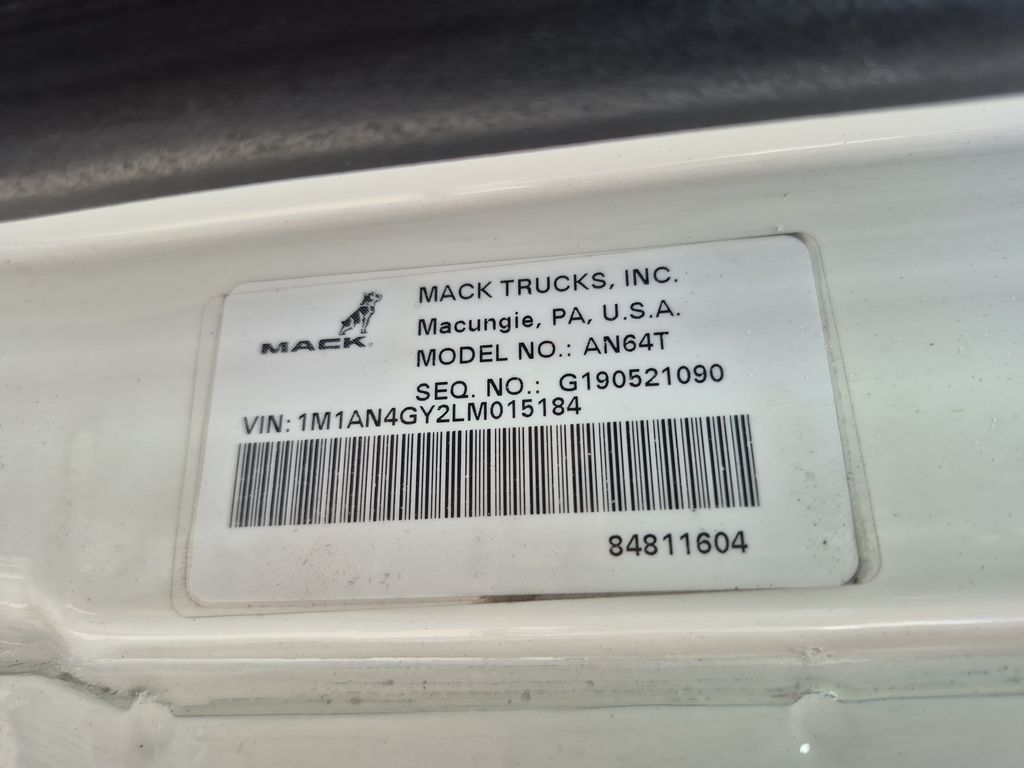 MACK
MACK TRUCKS, INC.
Macungie, PA, U.S.A.
MODEL NO.: AN64T
SEQ. NO.: G190521090
VIN: 1M1AN4GY2LM015184
84811604